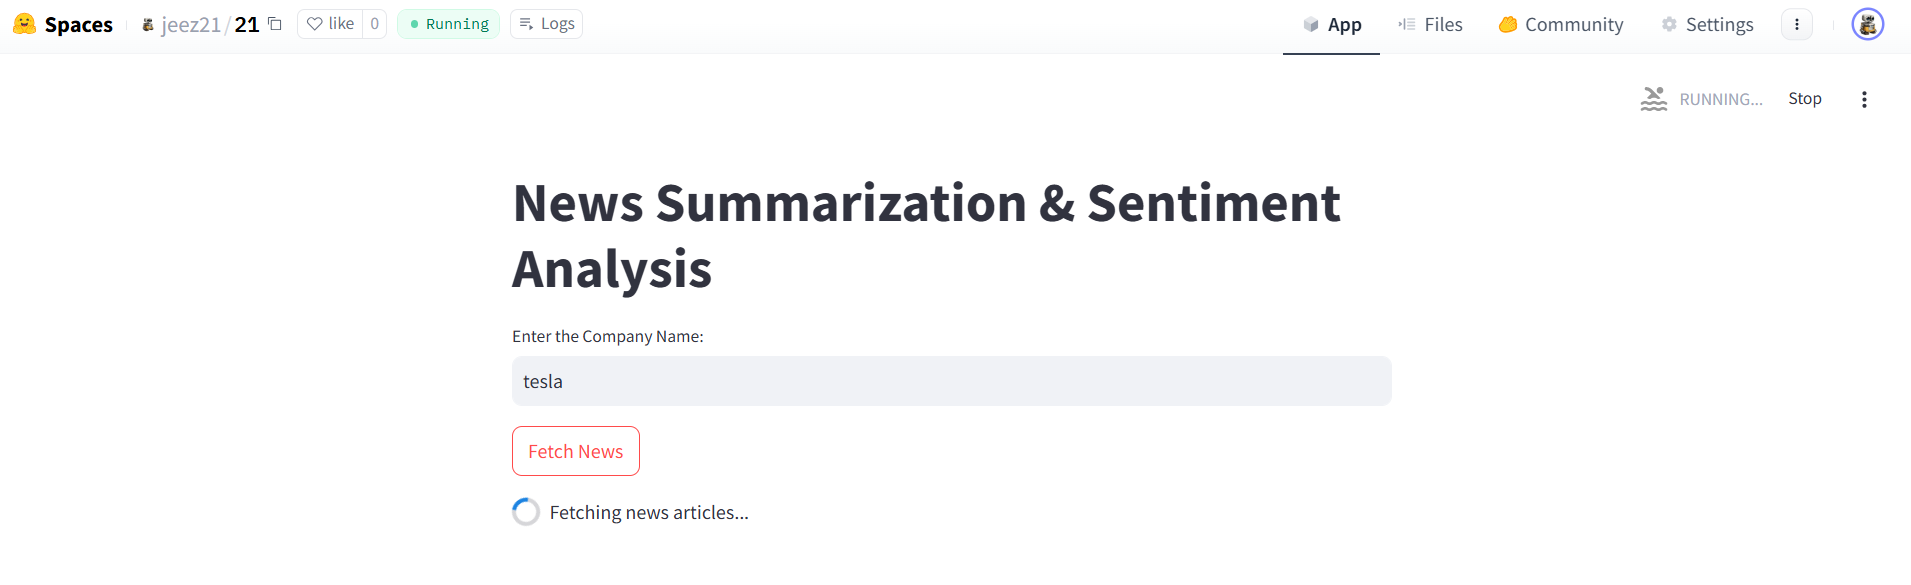 Spaces jeez21/21 like 0 Running Logs App Files Community Settings
RUNNING... Stop
News Summarization & Sentiment
Analysis
Enter the Company Name:
tesla
Fetch News
Fetching news articles...